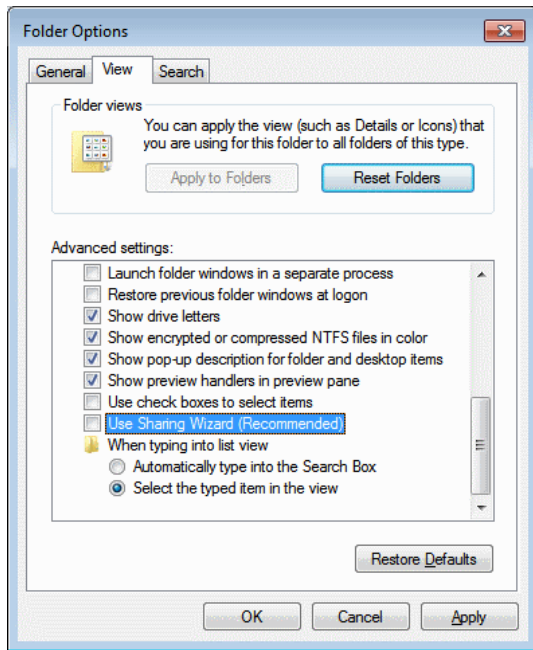 Folder Options
General View Search
Folder views
You can apply the view (such as Details or Icons) that
you are using for this folder to all folders of this type.
Apply to Folders Reset Folders
Advanced settings:
Launch folder windows in a separate process
Restore previous folder windows at logon
Show drive letters
Show encrypted or compressed NTFS files in color
Show pop-up description for folder and desktop items
Show preview handlers in preview pane
Use check boxes to select items
Use Sharing Wizard (Recommended)
When typing into list view
Automatically type into the Search Box
Select the typed item in the view
Restore Defaults
OK Cancel Apply